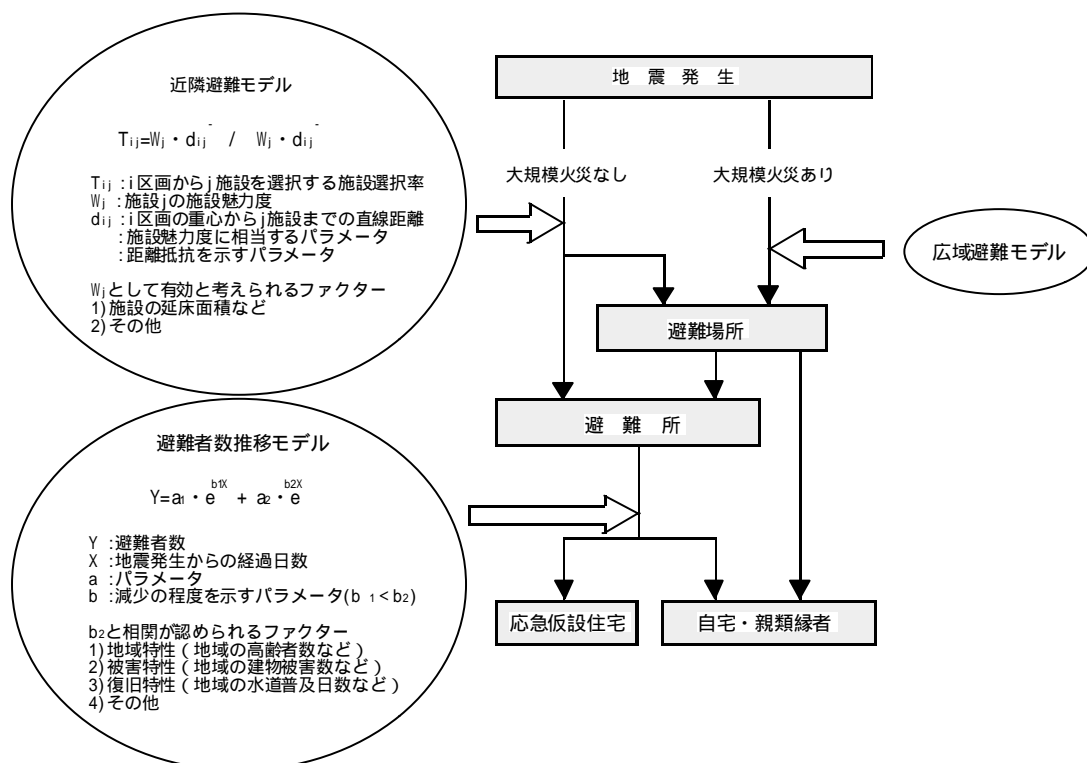 近隣避難モデル
Tij=Wj・dij- / Wj・dij-
Tij :i区画からj施設を選択する施設選択率
Wj :施設jの施設魅力度
dij :i区画の重心からj施設までの直線距離
:施設魅力度に相当するパラメータ
:距離抵抗を示すパラメータ
Wjとして有効と考えられるファクター
1)施設の延床面積など
2)その他
地 震 発 生
大規模火災なし
大規模火災あり
広域避難モデル
避難場所
避 難 所
避難者数推移モデル
Y=a1・e b1X + a2・e b2X
Y :避難者数
X :地震発生からの経過日数
a :パラメータ
b :減少の程度を示すパラメータ(b 1<b2)
b2と相関が認められるファクター
1)地域特性(地域の高齢者数など)
2)被害特性(地域の建物被害数など)
3)復旧特性(地域の水道普及日数など)
4)その他
応急仮設住宅
自宅・親類縁者